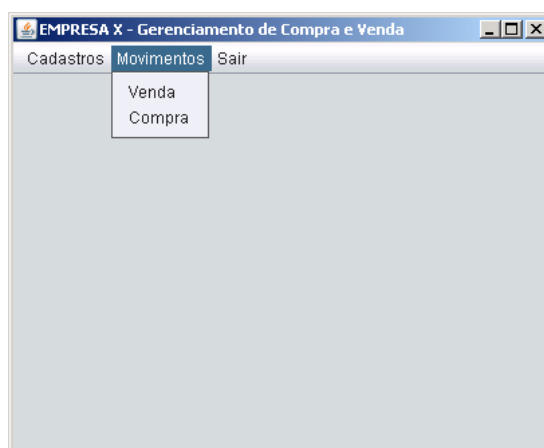 EMPRESA X - Gerenciamento de Compra e Venda
Cadastros Movimentos Sair
Venda
Compra